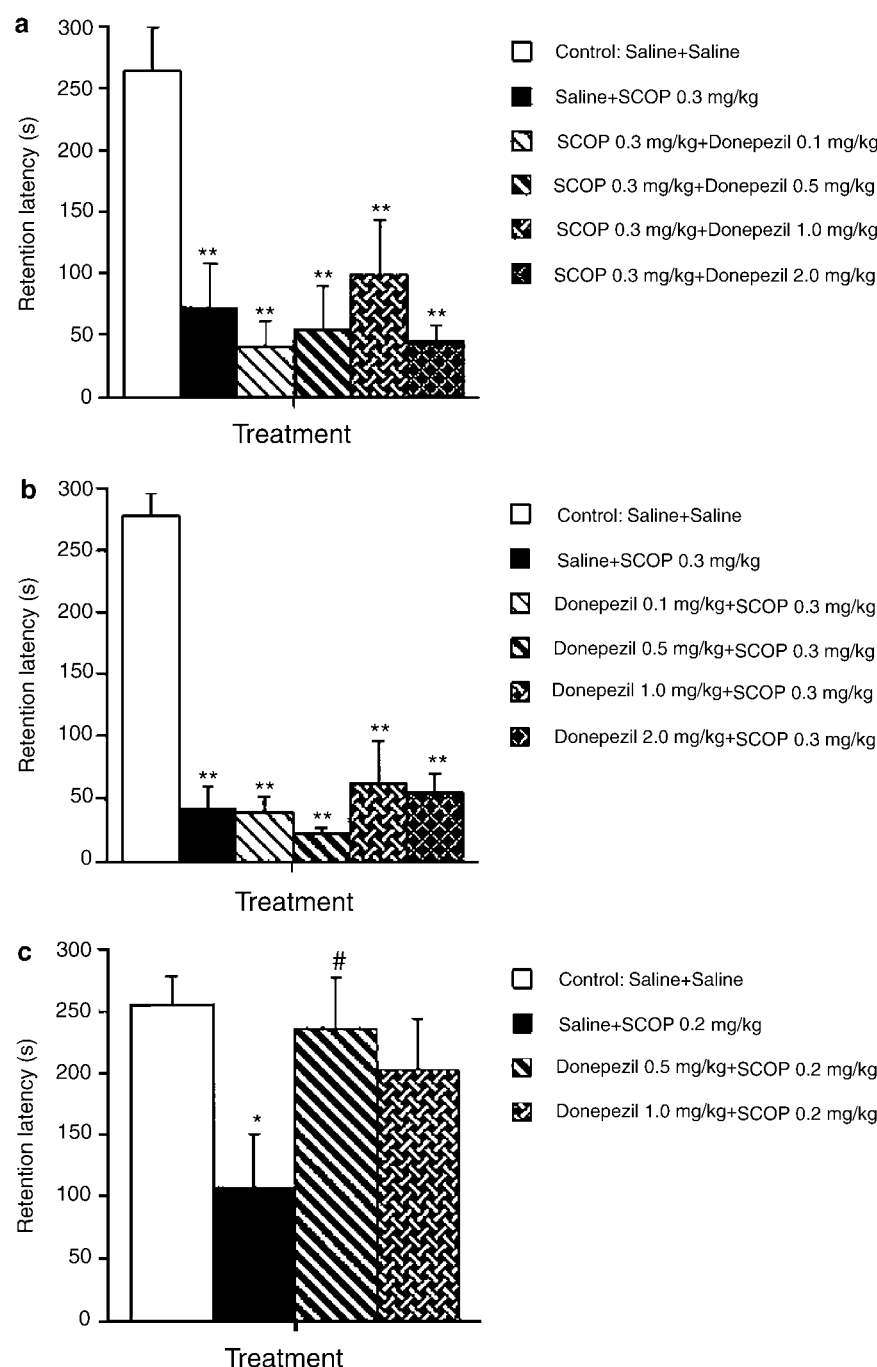 a
300
250
200
150
100
50
0
Retention latency (s)
**
**
**
**
**
Treatment
Control: Saline+Saline
Saline+SCOP 0.3 mg/kg
SCOP 0.3 mg/kg+Donepezil 0.1 mg/kg
SCOP 0.3 mg/kg+Donepezil 0.5 mg/kg
SCOP 0.3 mg/kg+Donepezil 1.0 mg/kg
SCOP 0.3 mg/kg+Donepezil 2.0 mg/kg
b
300
250
200
150
100
50
0
Retention latency (s)
**
**
**
**
**
Treatment
Control: Saline+Saline
Saline+SCOP 0.3 mg/kg
Donepezil 0.1 mg/kg+SCOP 0.3 mg/kg
Donepezil 0.5 mg/kg+SCOP 0.3 mg/kg
Donepezil 1.0 mg/kg+SCOP 0.3 mg/kg
Donepezil 2.0 mg/kg+SCOP 0.3 mg/kg
c
300
250
200
150
100
50
0
Retention latency (s)
*
#
Treatment
Control: Saline+Saline
Saline+SCOP 0.2 mg/kg
Donepezil 0.5 mg/kg+SCOP 0.2 mg/kg
Donepezil 1.0 mg/kg+SCOP 0.2 mg/kg